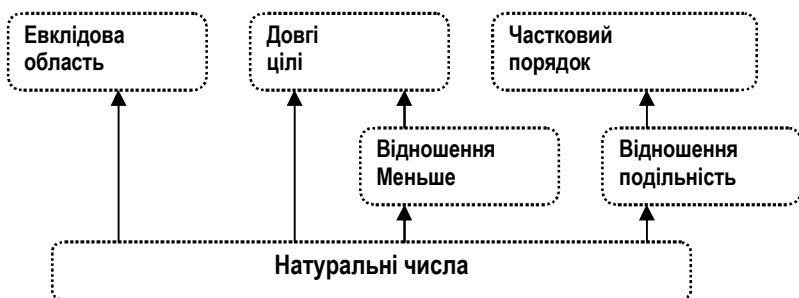 Евклідова
область
Довгі
цілі
Частковий
порядок
Відношення
Меньше
Відношення
подільність
Натуральні числа